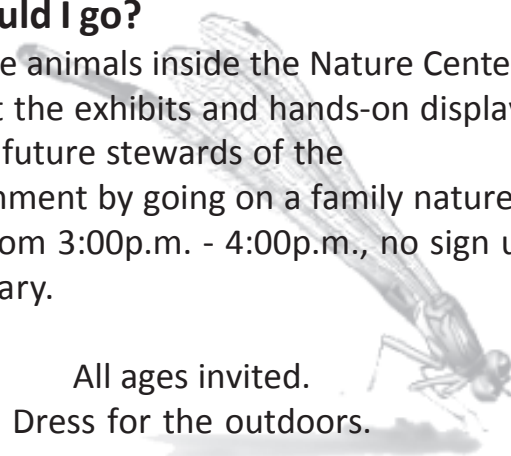 uld I go?
e animals inside the Nature Cente
t the exhibits and hands-on display
future stewards of the
nment by going on a family nature
om 3:00p.m. - 4:00p.m., no sign u
ary.
All ages invited.
Dress for the outdoors.